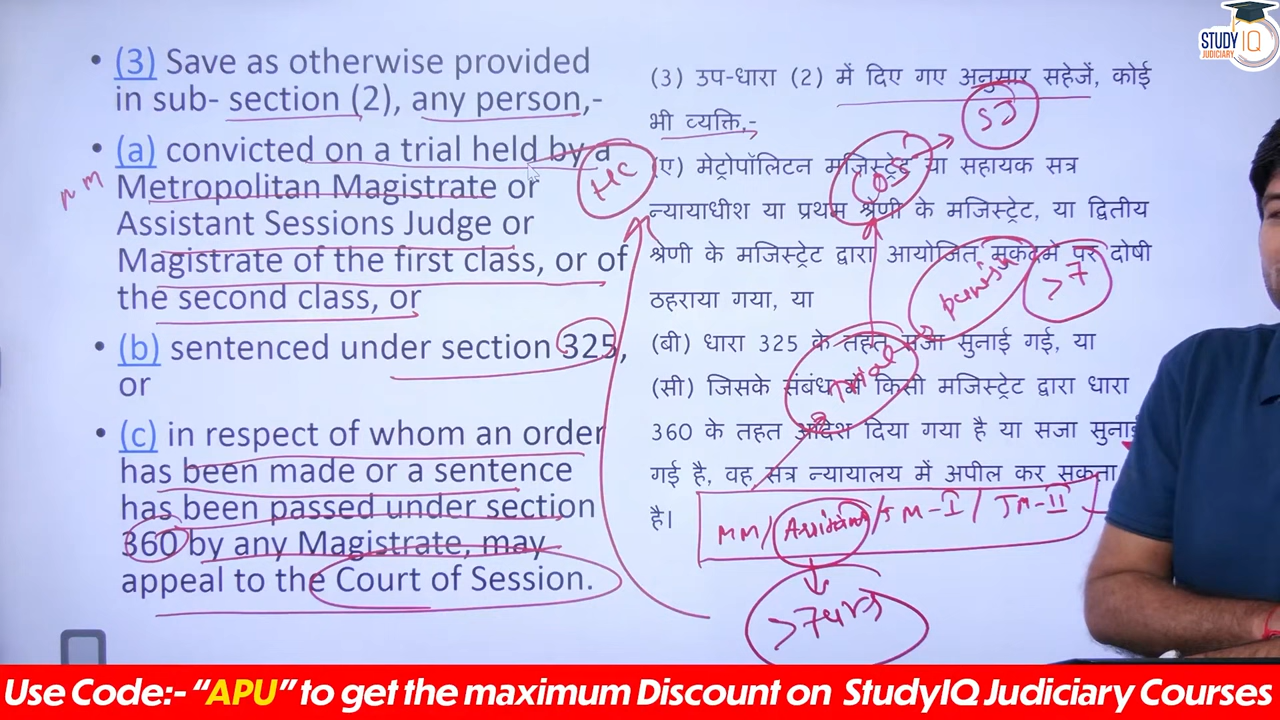 STUDY IQ
JUDICIARY
• (3) Save as otherwise provided
in sub- section (2), any person,-
• (a) convicted on a trial held by a
Metropolitan Magistrate or
Assistant Sessions Judge or
Magistrate of the first class, or of
the second class, or
• (b) sentenced under section 325,
or
• (c) in respect of whom an order
has been made or a sentence
has been passed under section
360 by any Magistrate, may
appeal to the Court of Session.
(3) उप-धारा (2) में दिए गए अनुसार सहेजें, कोई
भी व्यक्ति,-
(ए) मेट्रोपॉलिटन मजिस्ट्रेट या सहायक सत्र
न्यायाधीश या प्रथम श्रेणी के मजिस्ट्रेट, या द्वितीय
श्रेणी के मजिस्ट्रेट द्वारा आयोजित मुकदमे पर दोषी
ठहराया गया, या
(बी) धारा 325 के तहत सजा सुनाई गई, या
(सी) जिसके संबंध में किसी मजिस्ट्रेट द्वारा धारा
360 के तहत आदेश दिया गया है या सजा सुनाई
गई है, वह सत्र न्यायालय में अपील कर सकता
है।
MM
HC
COS
SJ
>7
Trial
MM/ Assistant /JM-I/ JM-II
>7yrs
Use Code:- “APU” to get the maximum Discount on StudyIQ Judiciary Courses